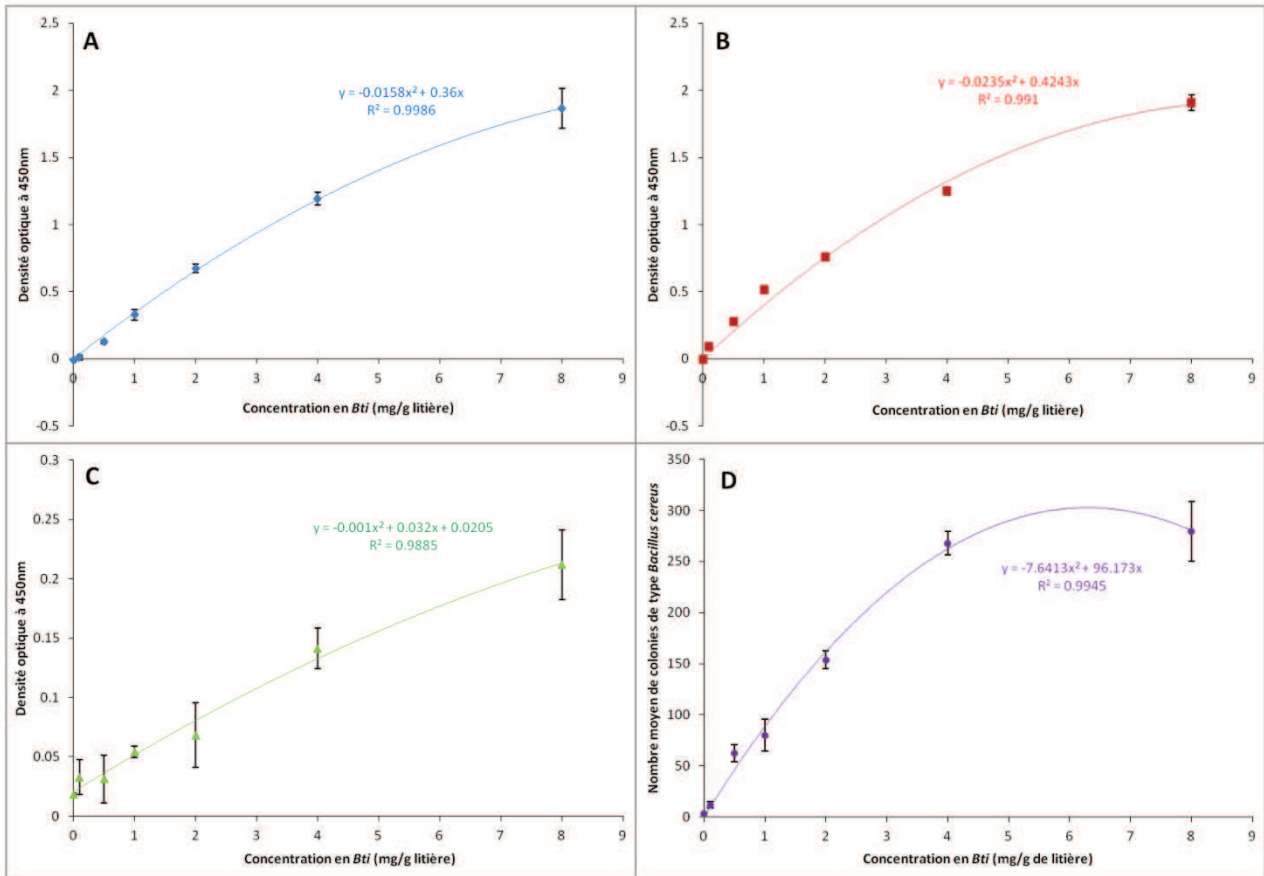 A
y = -0.0158x² + 0.36x
R² = 0.9986
Densité optique à 450nm
2.5
2
1.5
1
0.5
0
-0.5
0 1 2 3 4 5 6 7 8 9
Concentration en Bti (mg/g litière)
B
y = -0.0235x² + 0.4243x
R² = 0.991
Densité optique à 450nm
2.5
2
1.5
1
0.5
0
-0.5
0 1 2 3 4 5 6 7 8 9
Concentration en Bti (mg/g litière)
C
y = -0.001x² + 0.032x + 0.0205
R² = 0.9885
Densité optique à 450nm
0.3
0.25
0.2
0.15
0.1
0.05
0
0 1 2 3 4 5 6 7 8 9
Concentration en Bti (mg/g litière)
D
y = -7.6413x² + 96.173x
R² = 0.9945
Nombre moyen de colonies de type Bacillus cereus
350
300
250
200
150
100
50
0
0 1 2 3 4 5 6 7 8 9
Concentration en Bti (mg/g de litière)